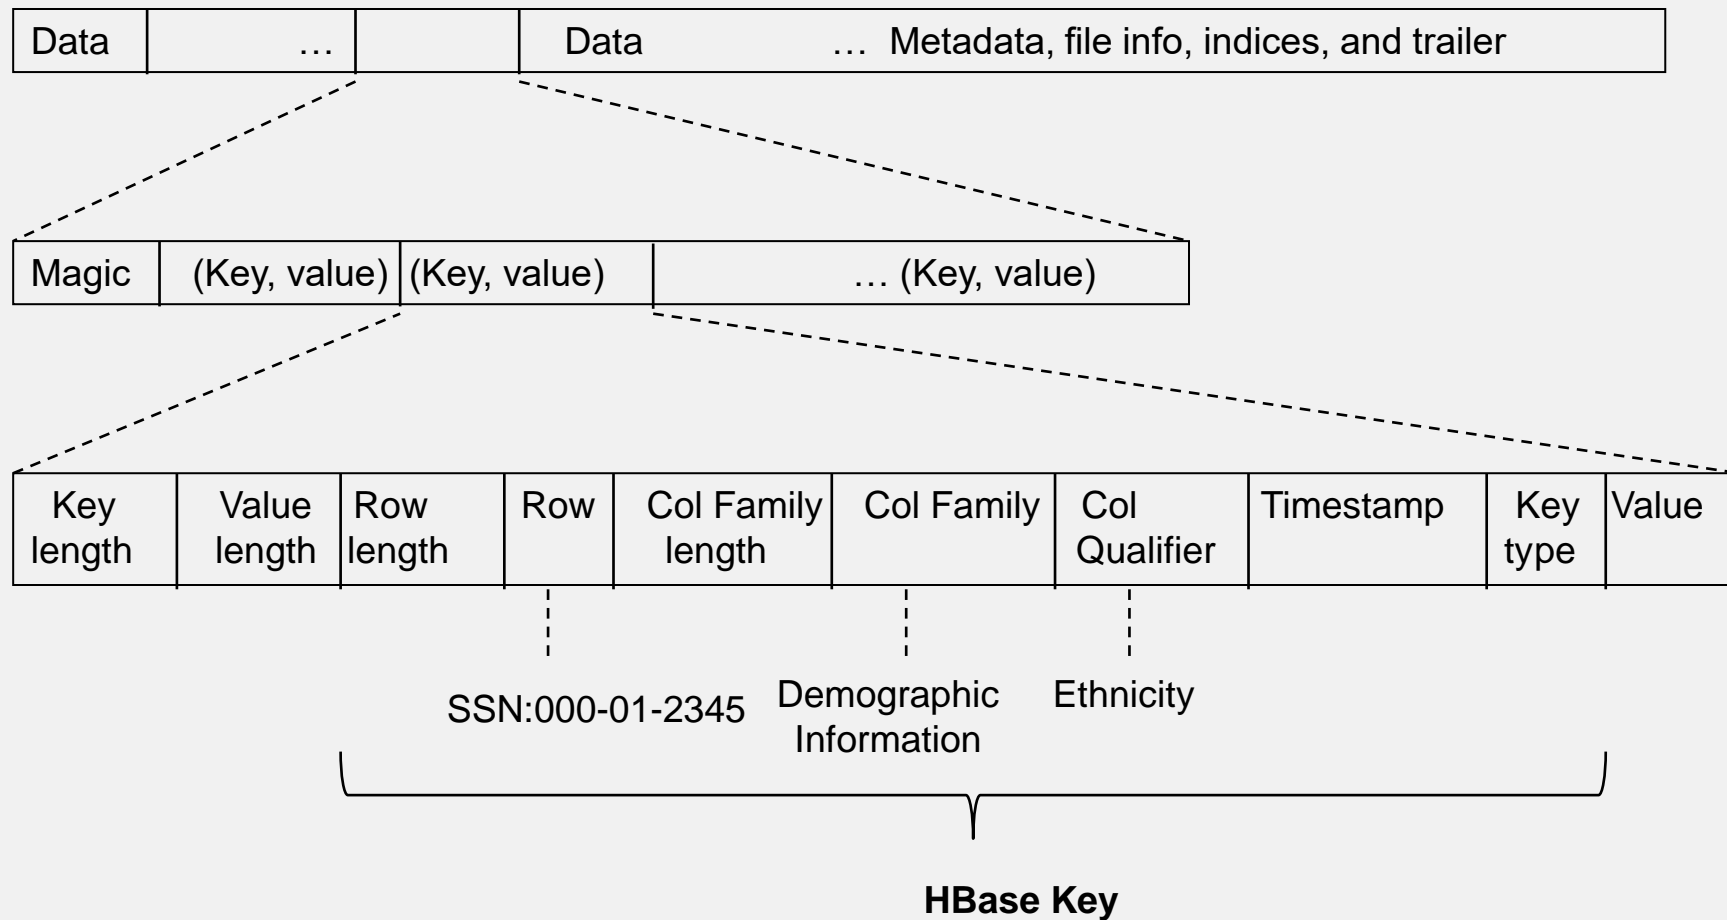 Data … Data … Metadata, file info, indices, and trailer
Magic (Key, value) (Key, value) … (Key, value)
Key length
Value length
Row length
Row
Col Family length
Col Family
Col Qualifier
Timestamp
Key type
Value
SSN:000-01-2345
Demographic
Information
Ethnicity
HBase Key